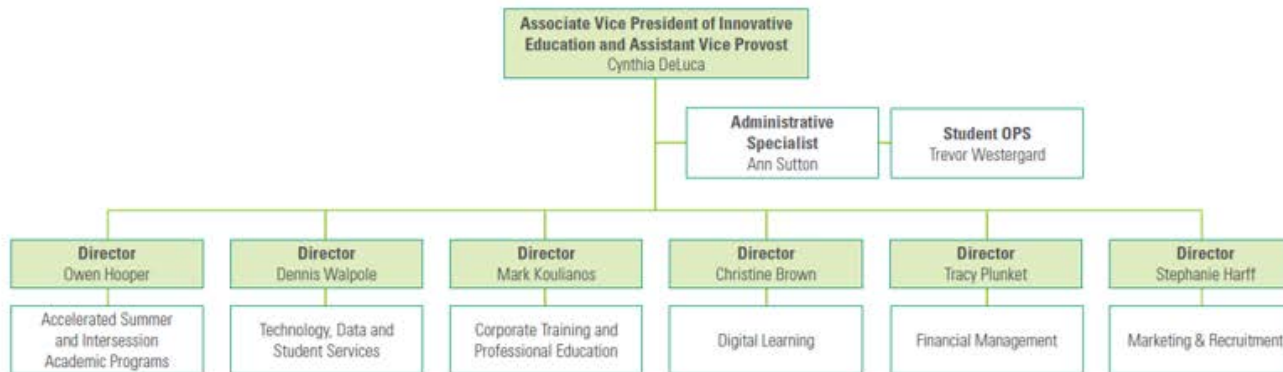 Associate Vice President of Innovative
Education and Assistant Vice Provost
Cynthia DeLuca
Administrative
Specialist
Ann Sutton
Student OPS
Trevor Westergard
Director
Owen Hooper
Director
Dennis Walpole
Director
Mark Koulianos
Director
Christine Brown
Director
Tracy Plunket
Director
Stephanie Harff
Accelerated Summer
and Intersession
Academic Programs
Technology, Data and
Student Services
Corporate Training and
Professional Education
Digital Learning
Financial Management
Marketing & Recruitment